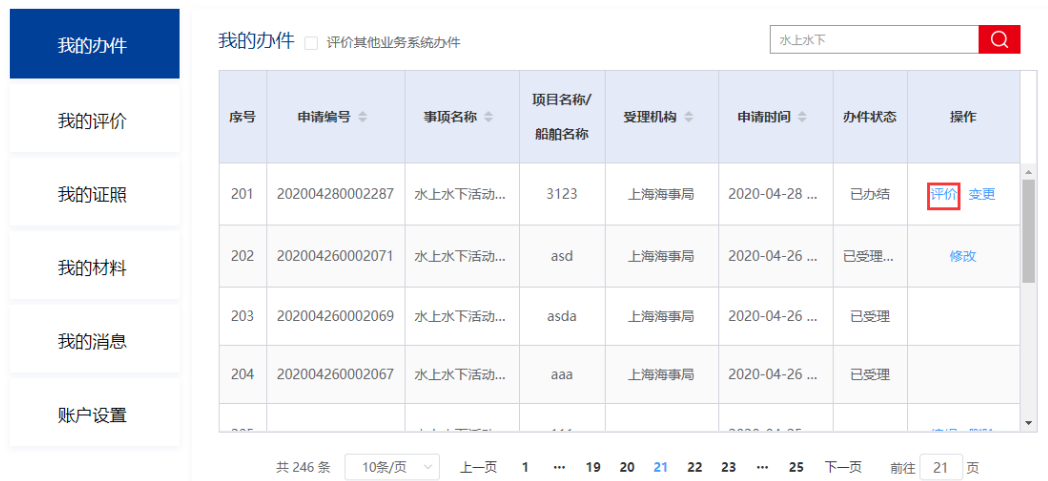 我的办件
我的评价
我的证照
我的材料
我的消息
账户设置
我的办件 评价其他业务系统办件
水上水下
序号 申请编号 事项名称 项目名称/船舶名称 受理机构 申请时间 办件状态 操作
201 202004280002287 水上水下活动... 3123 上海海事局 2020-04-28 ... 已办结 评价 变更
202 202004260002071 水上水下活动... asd 上海海事局 2020-04-26 ... 已受理... 修改
203 202004260002069 水上水下活动... asda 上海海事局 2020-04-26 ... 已受理
204 202004260002067 水上水下活动... aaa 上海海事局 2020-04-26 ... 已受理
共 246 条 10条/页 上一页 1 ··· 19 20 21 22 23 ··· 25 下一页 前往 21 页